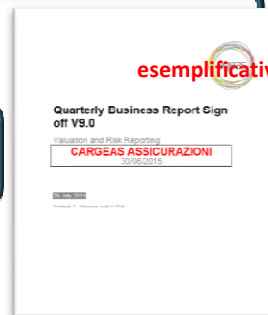 esemplificativ
Quarterly Business Report Sign
off V9.0
Valuation and Risk Reporting
CARGEAS ASSICURAZIONI
30/06/2015